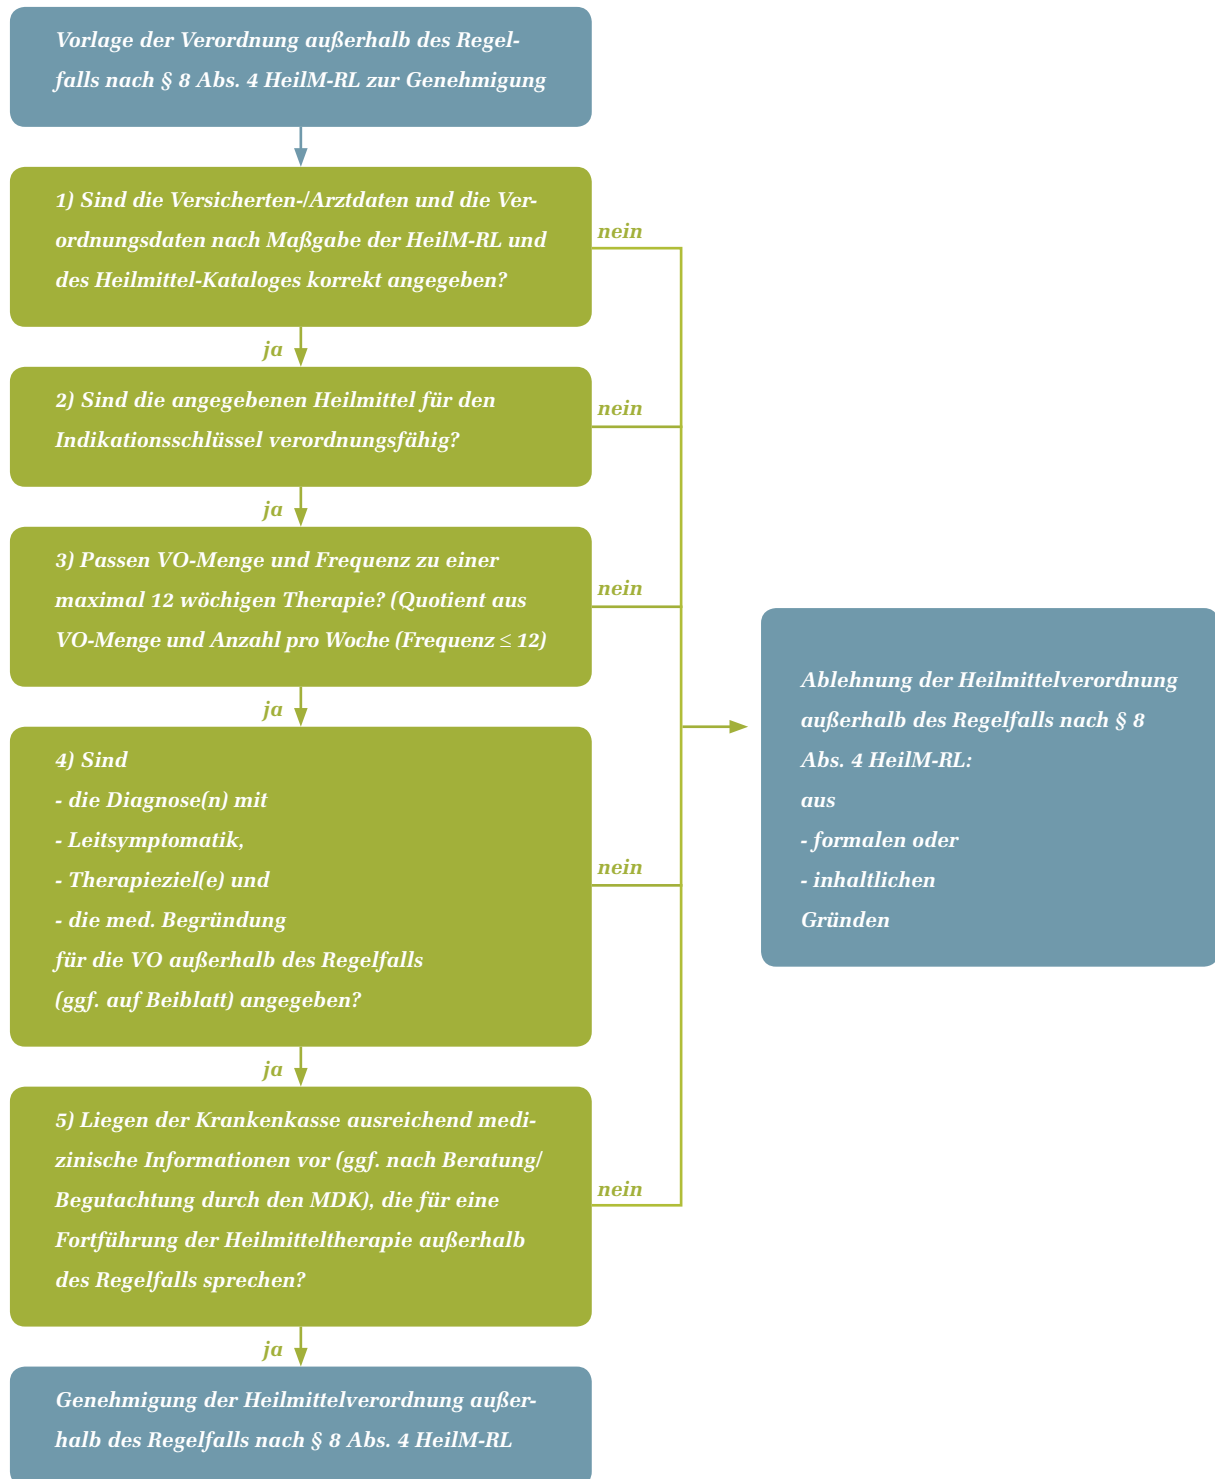 Vorlage der Verordnung außerhalb des Regel-
falls nach § 8 Abs. 4 HeilM-RL zur Genehmigung
1) Sind die Versicherten-/Arztdaten und die Ver-
ordnungsdaten nach Maßgabe der HeilM-RL und
des Heilmittel-Kataloges korrekt angegeben?
nein
ja
2) Sind die angegebenen Heilmittel für den
Indikationsschlüssel verordnungsfähig?
nein
ja
3) Passen VO-Menge und Frequenz zu einer
maximal 12 wöchigen Therapie? (Quotient aus
VO-Menge und Anzahl pro Woche (Frequenz ≤ 12)
nein
ja
4) Sind
- die Diagnose(n) mit
- Leitsymptomatik,
- Therapieziel(e) und
- die med. Begründung
für die VO außerhalb des Regelfalls
(ggf. auf Beiblatt) angegeben?
nein
ja
5) Liegen der Krankenkasse ausreichend medi-
zinische Informationen vor (ggf. nach Beratung/
Begutachtung durch den MDK), die für eine
Fortführung der Heilmitteltherapie außerhalb
des Regelfalls sprechen?
nein
ja
Genehmigung der Heilmittelverordnung außer-
halb des Regelfalls nach § 8 Abs. 4 HeilM-RL
Ablehnung der Heilmittelverordnung
außerhalb des Regelfalls nach § 8
Abs. 4 HeilM-RL:
aus
- formalen oder
- inhaltlichen
Gründen